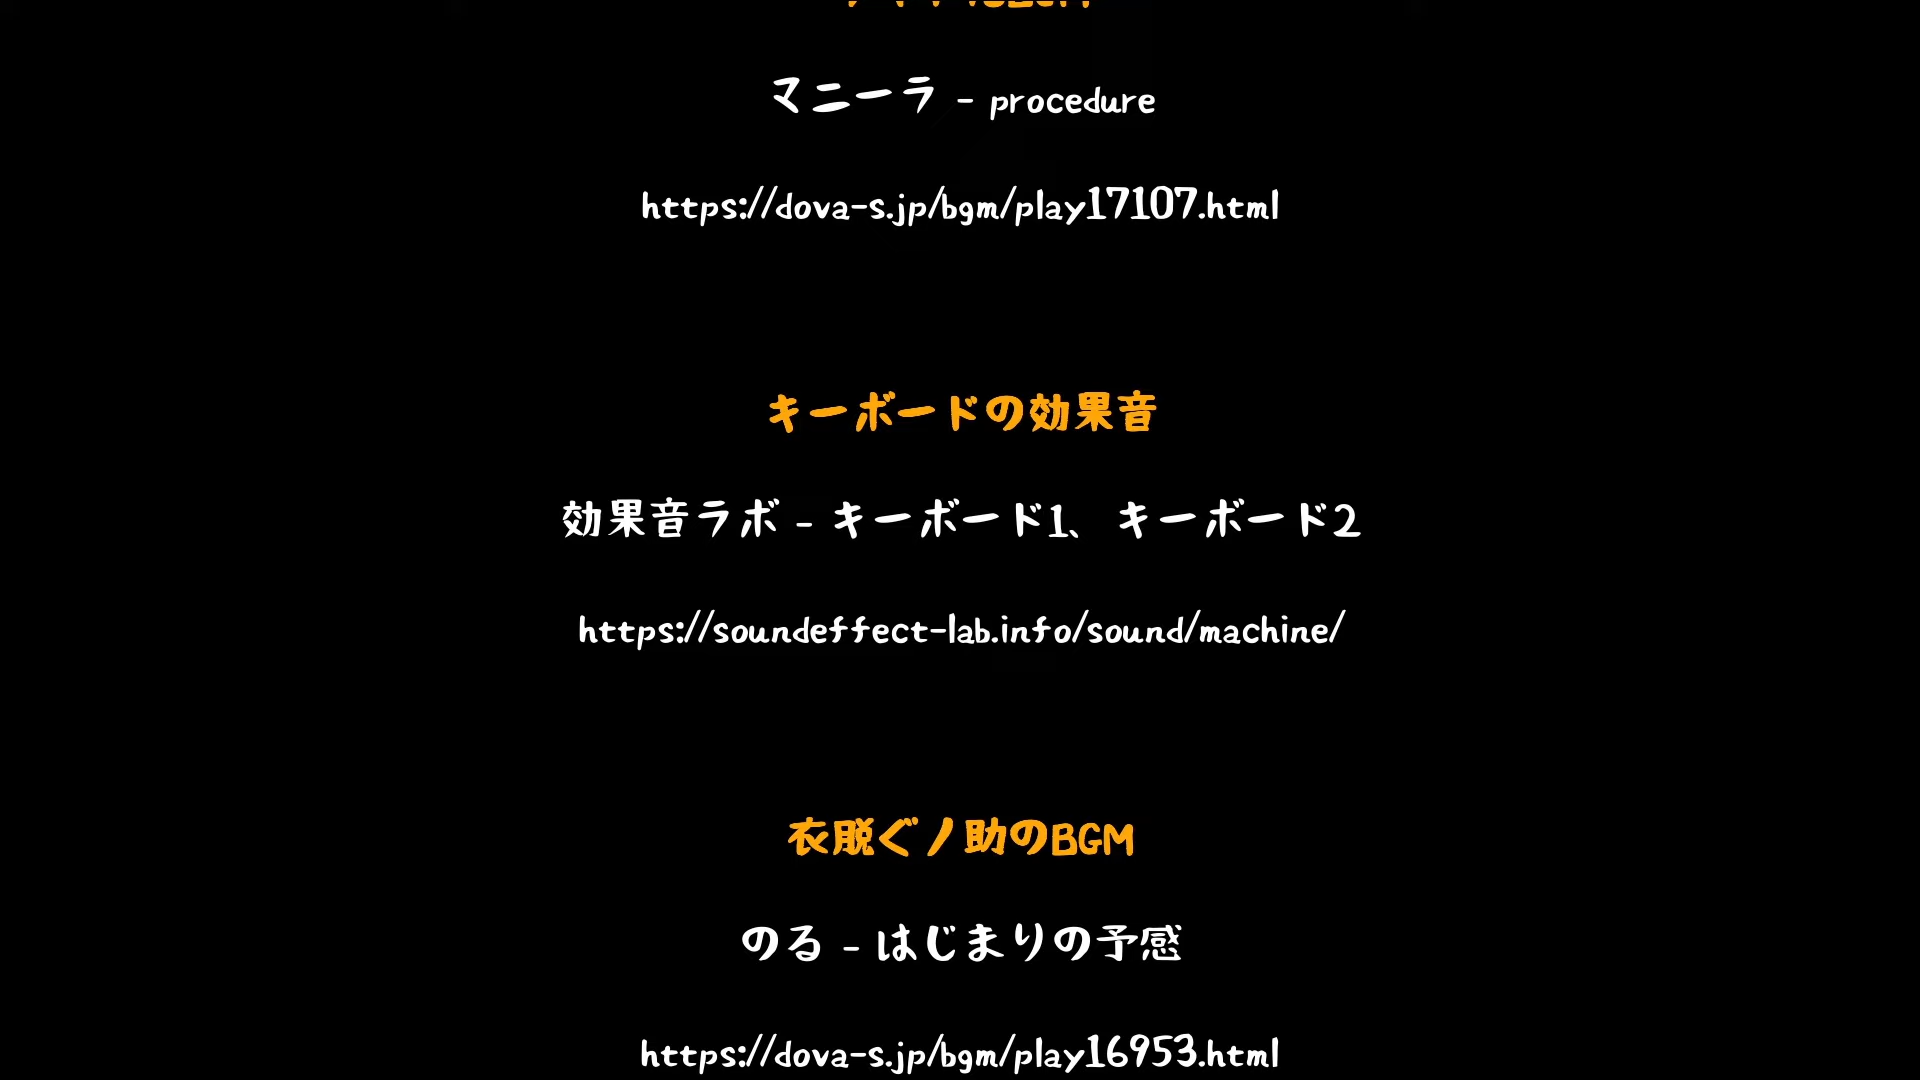 マニーラ - procedure
https://dova-s.jp/bgm/play17107.html
キーボードの効果音
効果音ラボ - キーボード1、キーボード2
https://soundeffect-lab.info/sound/machine/
衣脱ぐノ助のBGM
のる - はじまりの予感
https://dova-s.jp/bgm/play16953.html